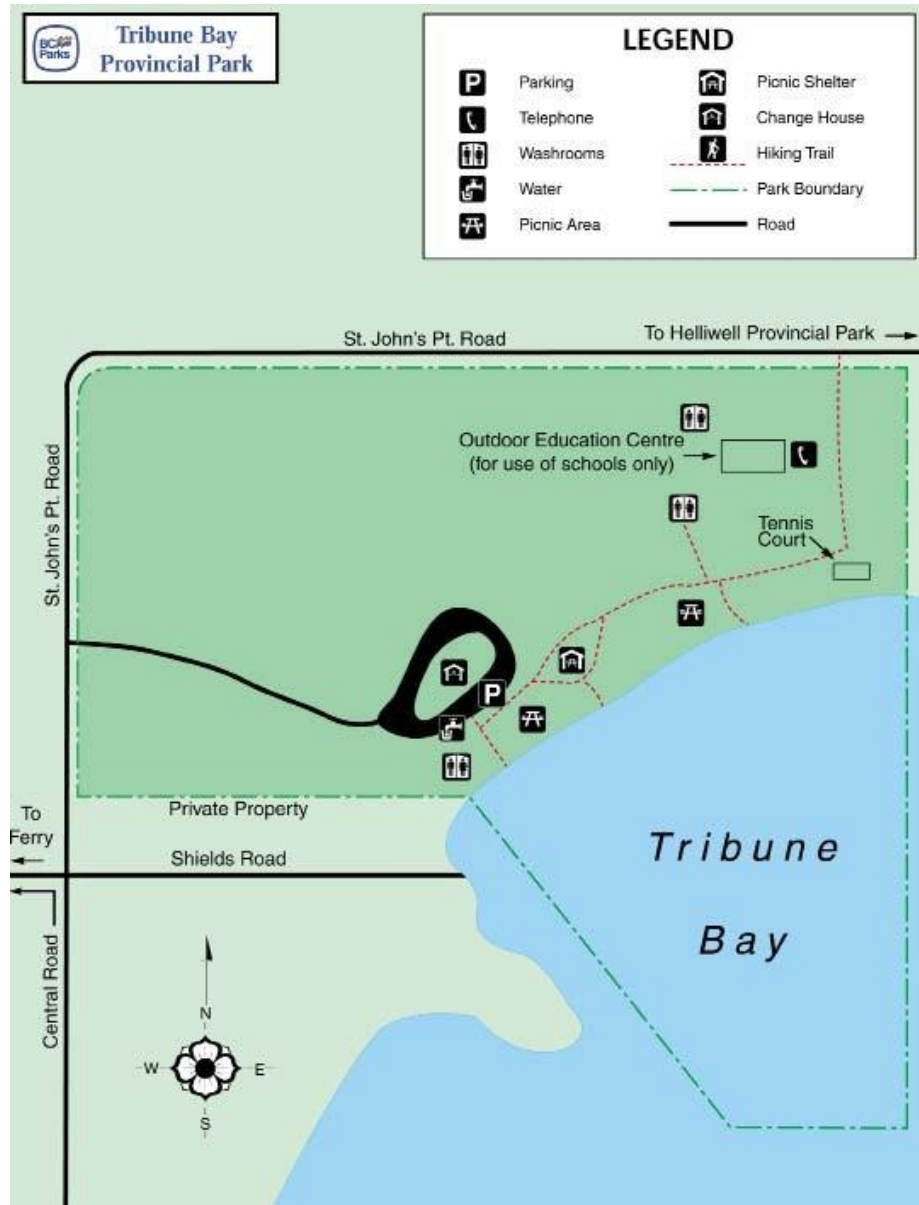 BC
Parks
Tribune Bay
Provincial Park
LEGEND
P
Parking
Telephone
Washrooms
Water
Picnic Area
Picnic Shelter
Change House
Hiking Trail
Park Boundary
Road
St. John's Pt. Road
To Helliwell Provincial Park
St. John's Pt. Road
Outdoor Education Centre
(for use of schools only)
Tennis
Court
P
Private Property
To
Ferry
Shields Road
Central Road
Tribune
Bay
N
W
E
S